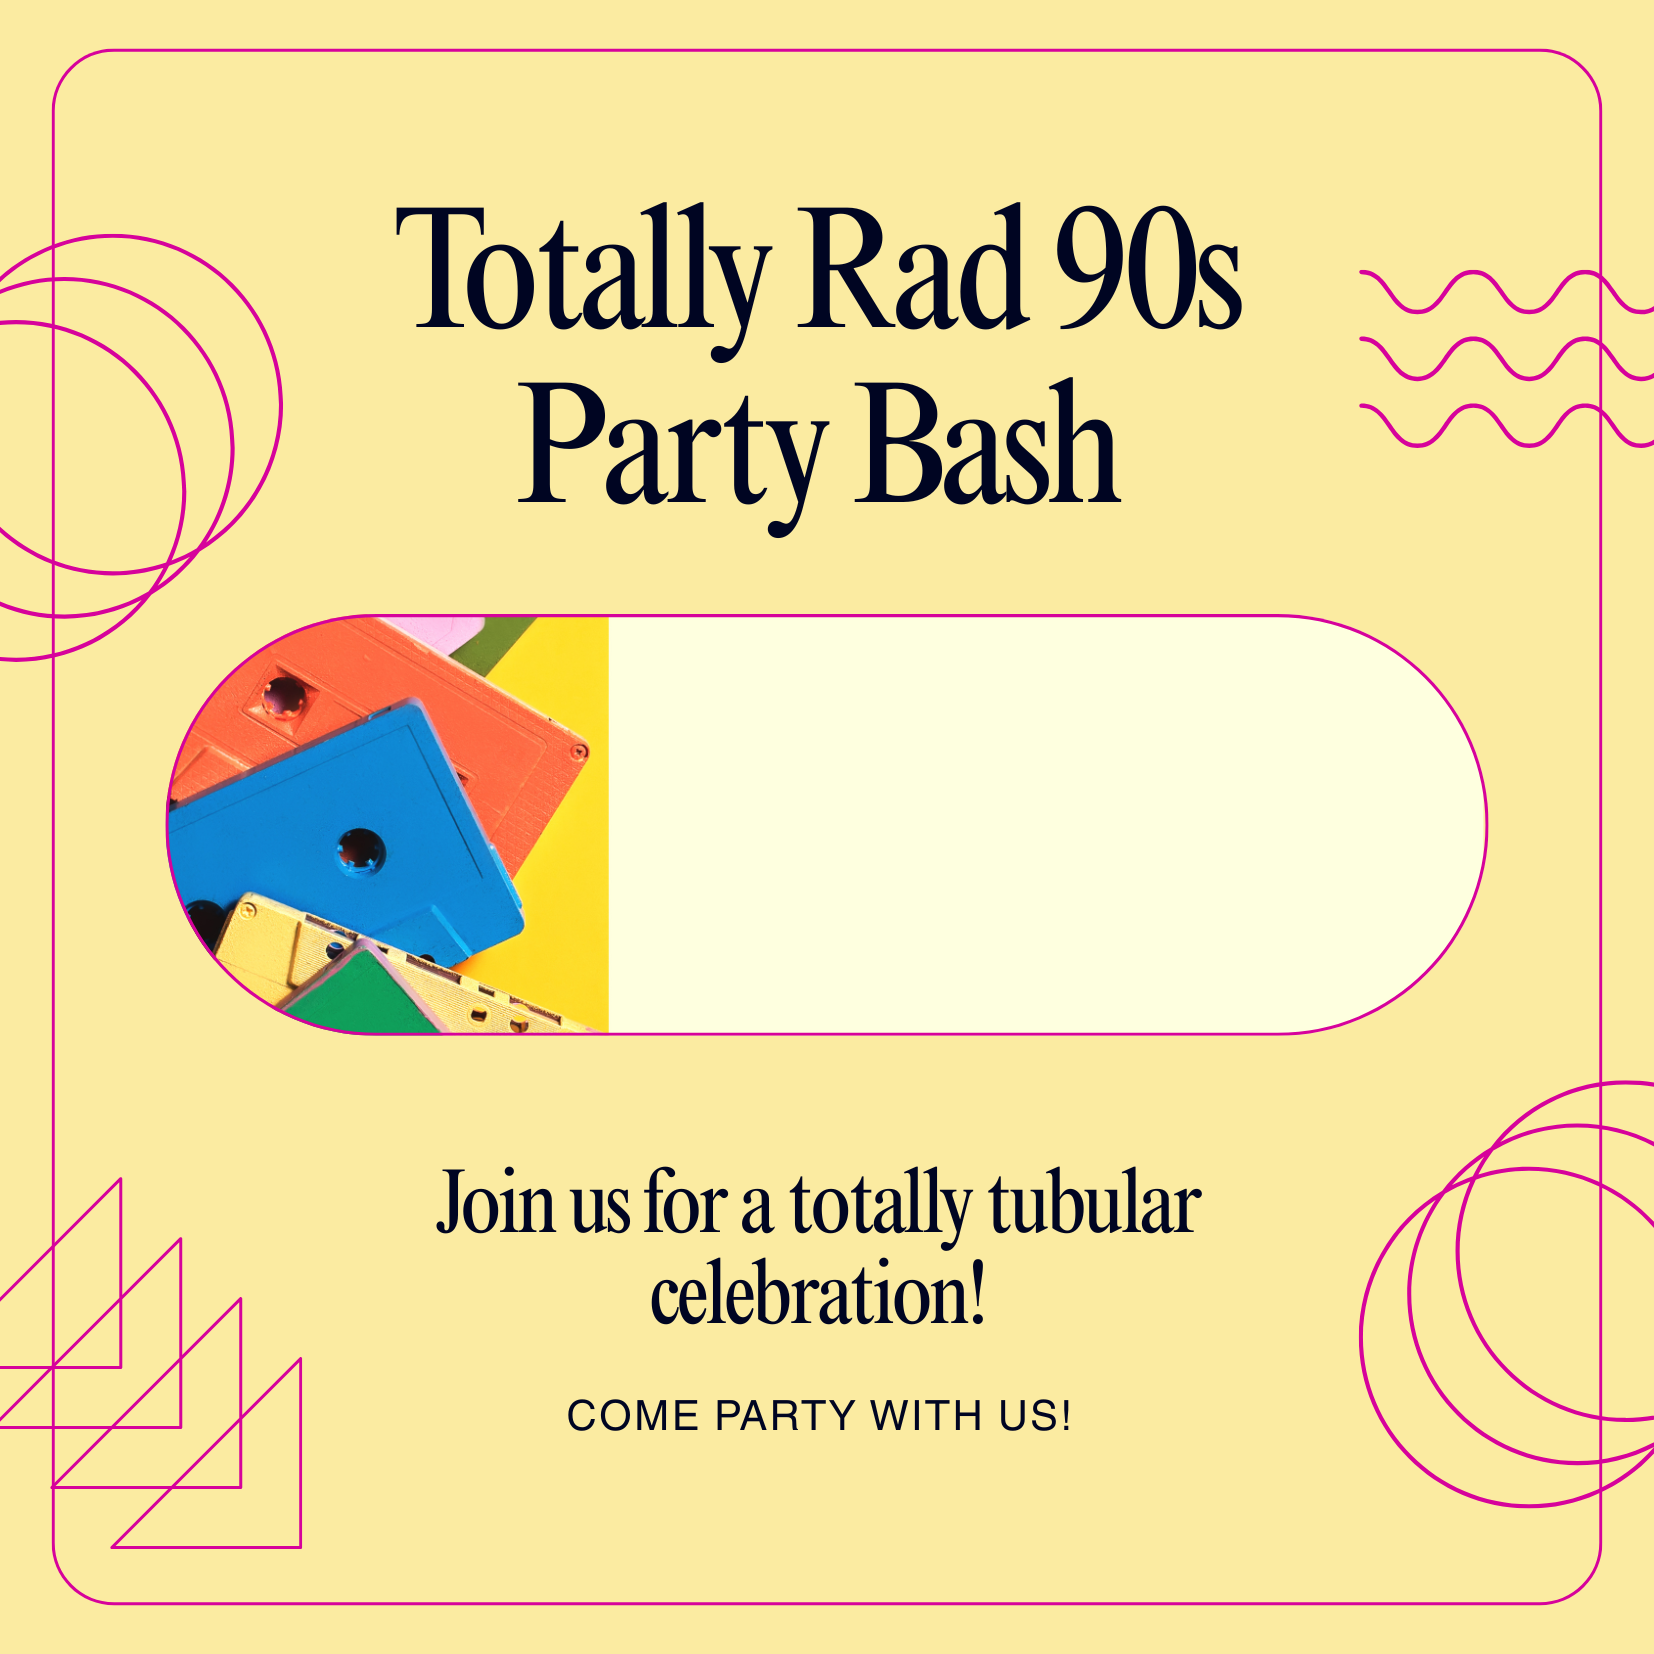 Totally Rad 90s
Party Bash
Join us for a totally tubular
celebration!
COME PARTY WITH US!